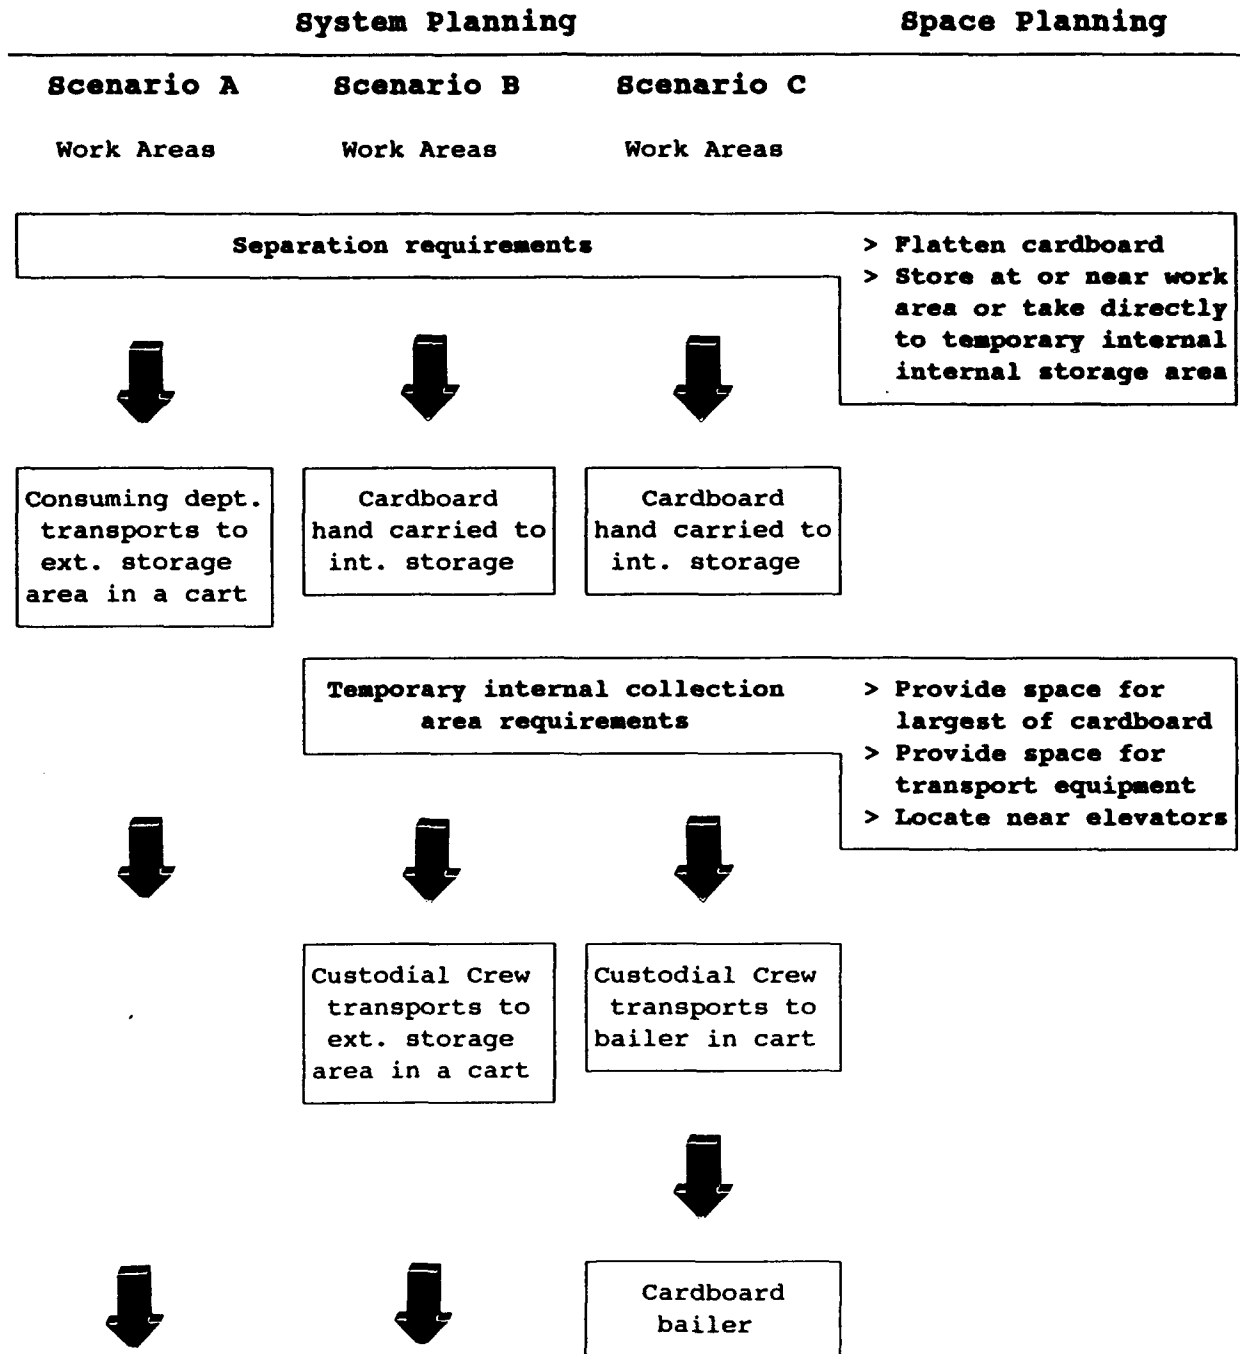 System Planning Space Planning
Scenario A Scenario B Scenario C
Work Areas Work Areas Work Areas
Separation requirements
> Flatten cardboard
> Store at or near work
area or take directly
to temporary internal
internal storage area
Consuming dept.
transports to
ext. storage
area in a cart
Cardboard
hand carried to
int. storage
Cardboard
hand carried to
int. storage
Temporary internal collection
area requirements
> Provide space for
largest of cardboard
> Provide space for
transport equipment
> Locate near elevators
Custodial Crew
transports to
ext. storage
area in a cart
Custodial Crew
transports to
bailer in cart
Cardboard
bailer